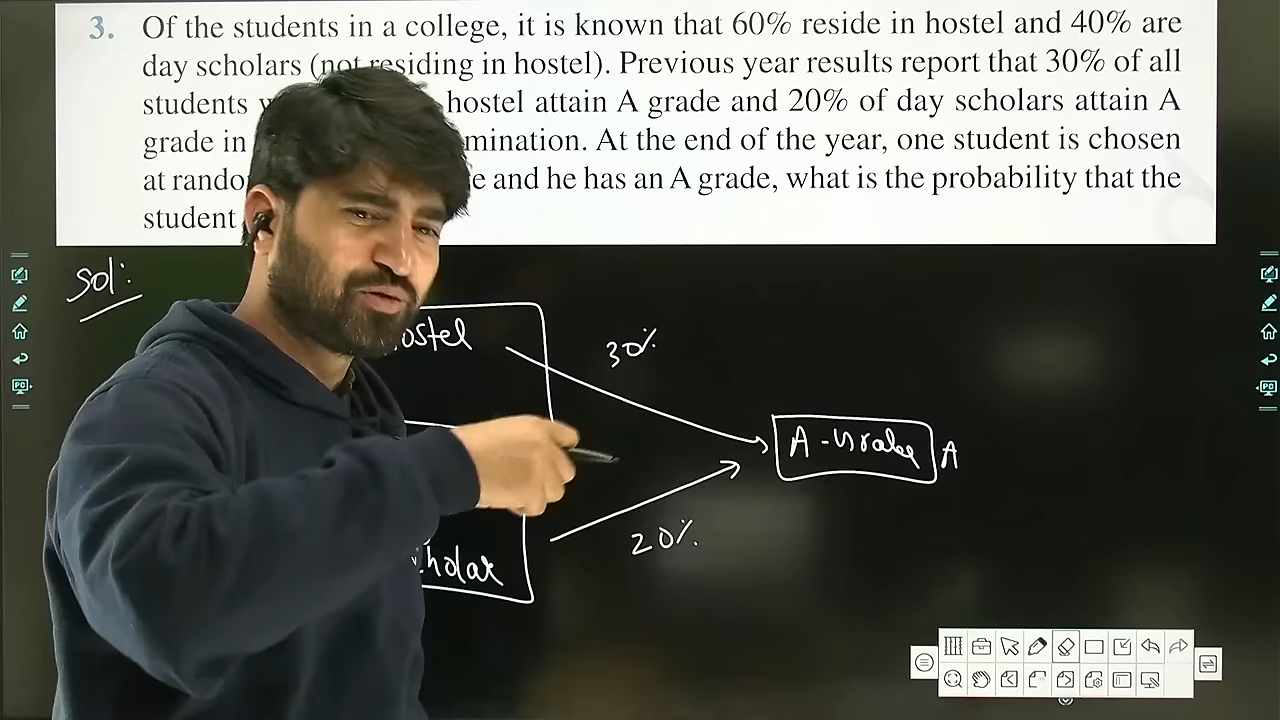 3. Of the students in a college, it is known that 60% reside in hostel and 40% are
day scholars (not residing in hostel). Previous year results report that 30% of all
students hostel attain A grade and 20% of day scholars attain A
grade in mination. At the end of the year, one student is chosen
at rando e and he has an A grade, what is the probability that the
student
Sol:
ostel
30%
A-Grade A
20%
holar